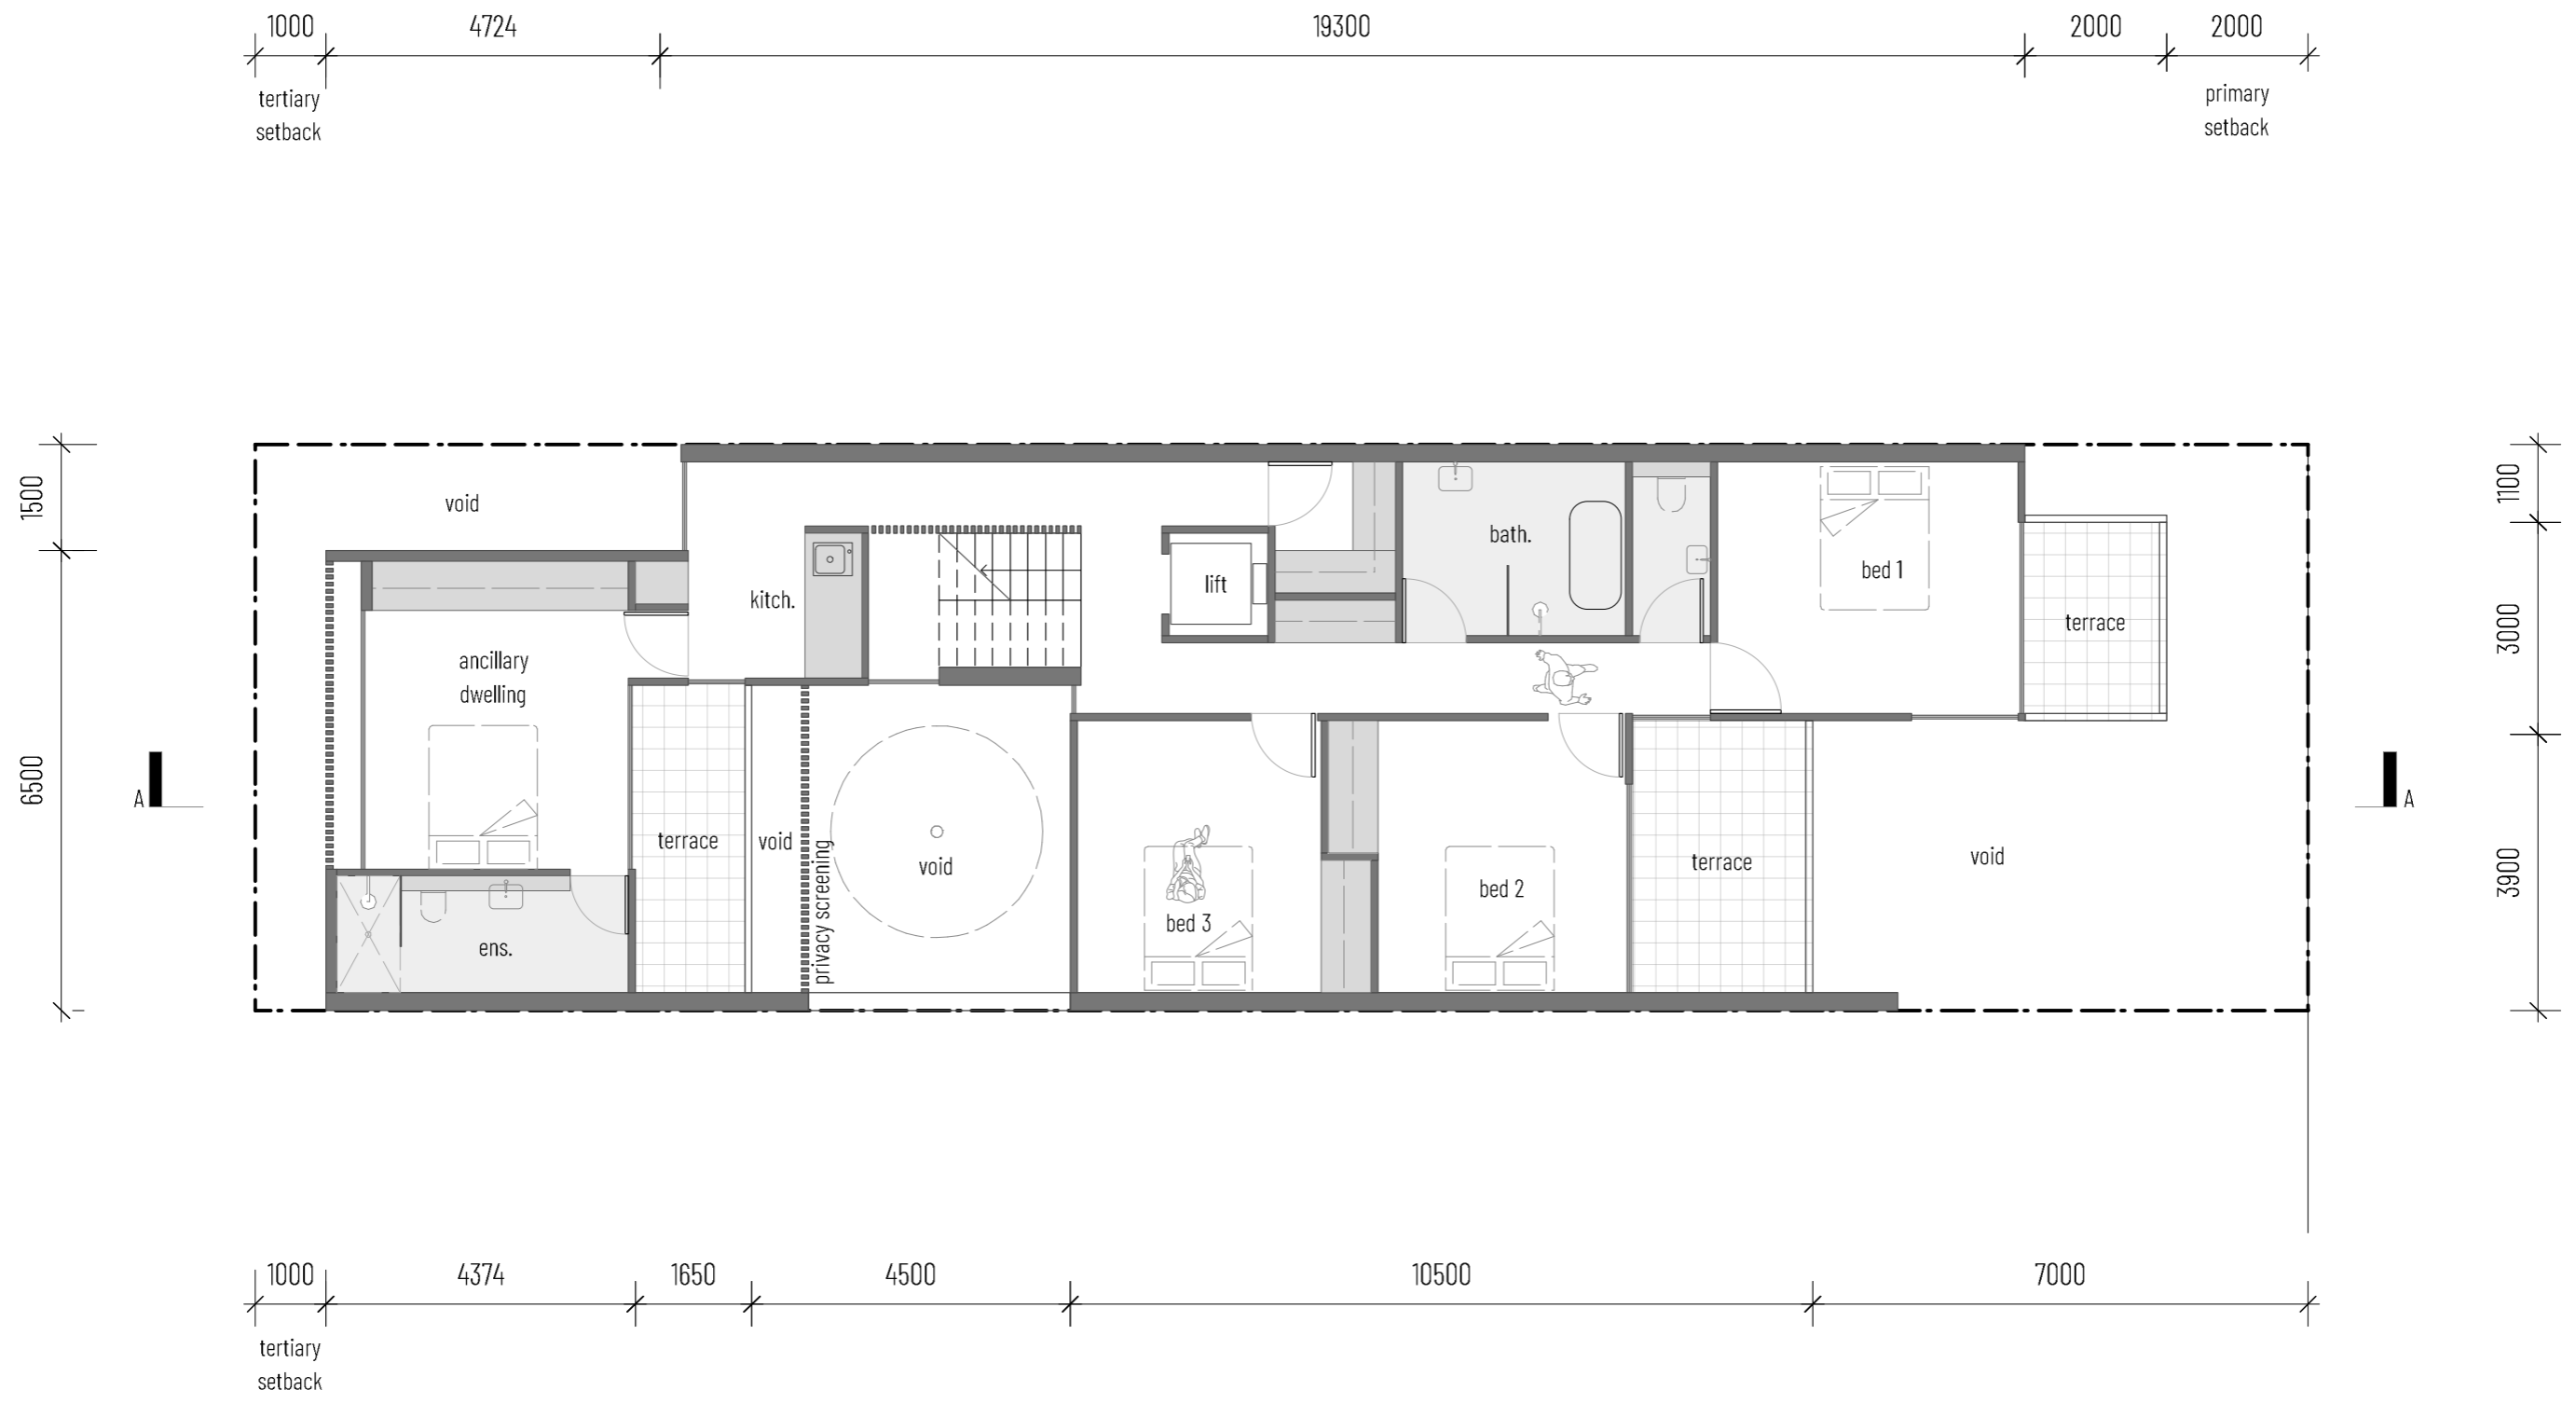 1000 4724 19300 2000 2000
tertiary
setback
primary
setback
1500
1100
void
bath.
lift
bed 1
kitch.
terrace
3000
ancillary
dwelling
6500
A
A
terrace
void
privacy screening
void
bed 3
bed 2
terrace
void
3900
ens.
1000 4374 1650 4500 10500 7000
tertiary
setback